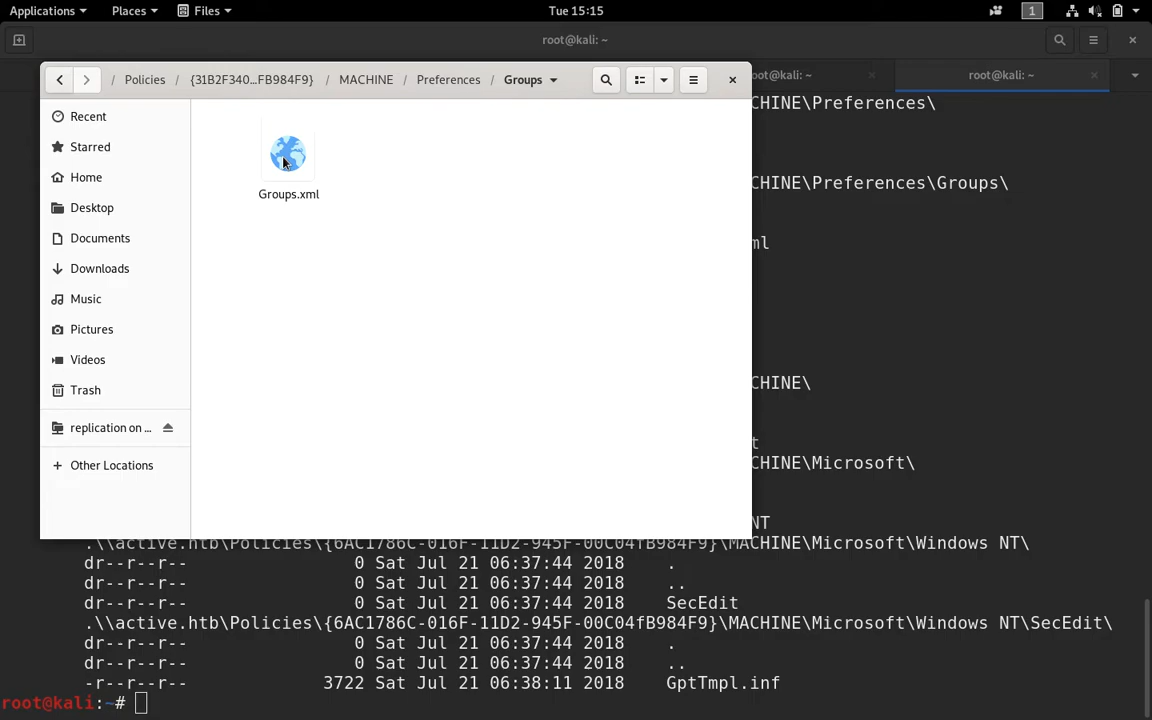 Applications Places Files Tue 15:15 1
root@kali: ~
oot@kali: ~ root@kali: ~
/ Policies / {31B2F340...FB984F9} / MACHINE / Preferences / Groups
Recent
Starred
Home
Desktop
Documents
Downloads
Music
Pictures
Videos
Trash
replication on ...
+ Other Locations
Groups.xml
CHINE\Preferences\
CHINE\Preferences\Groups\
ml
CHINE\
t
CHINE\Microsoft\
NT
.\\active.htb\Policies\{6AC1786C-016F-11D2-945F-00C04fB984F9}\MACHINE\Microsoft\Windows NT\
dr--r--r-- 0 Sat Jul 21 06:37:44 2018 .
dr--r--r-- 0 Sat Jul 21 06:37:44 2018 ..
dr--r--r-- 0 Sat Jul 21 06:37:44 2018 SecEdit
.\\active.htb\Policies\{6AC1786C-016F-11D2-945F-00C04fB984F9}\MACHINE\Microsoft\Windows NT\SecEdit\
dr--r--r-- 0 Sat Jul 21 06:37:44 2018 .
dr--r--r-- 0 Sat Jul 21 06:37:44 2018 ..
-r--r--r-- 3722 Sat Jul 21 06:38:11 2018 GptTmpl.inf
root@kali:~#